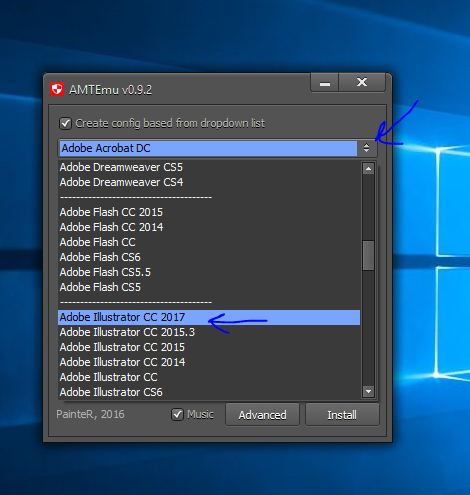 AMTEmu v0.9.2
Create config based from dropdown list
Adobe Acrobat DC
Adobe Dreamweaver CS5
Adobe Dreamweaver CS4
--------------------------------------
Adobe Flash CC 2015
Adobe Flash CC 2014
Adobe Flash CC
Adobe Flash CS6
Adobe Flash CS5.5
Adobe Flash CS5
--------------------------------------
Adobe Illustrator CC 2017
Adobe Illustrator CC 2015.3
Adobe Illustrator CC 2015
Adobe Illustrator CC 2014
Adobe Illustrator CC
Adobe Illustrator CS6
PainteR, 2016 Music Advanced Install